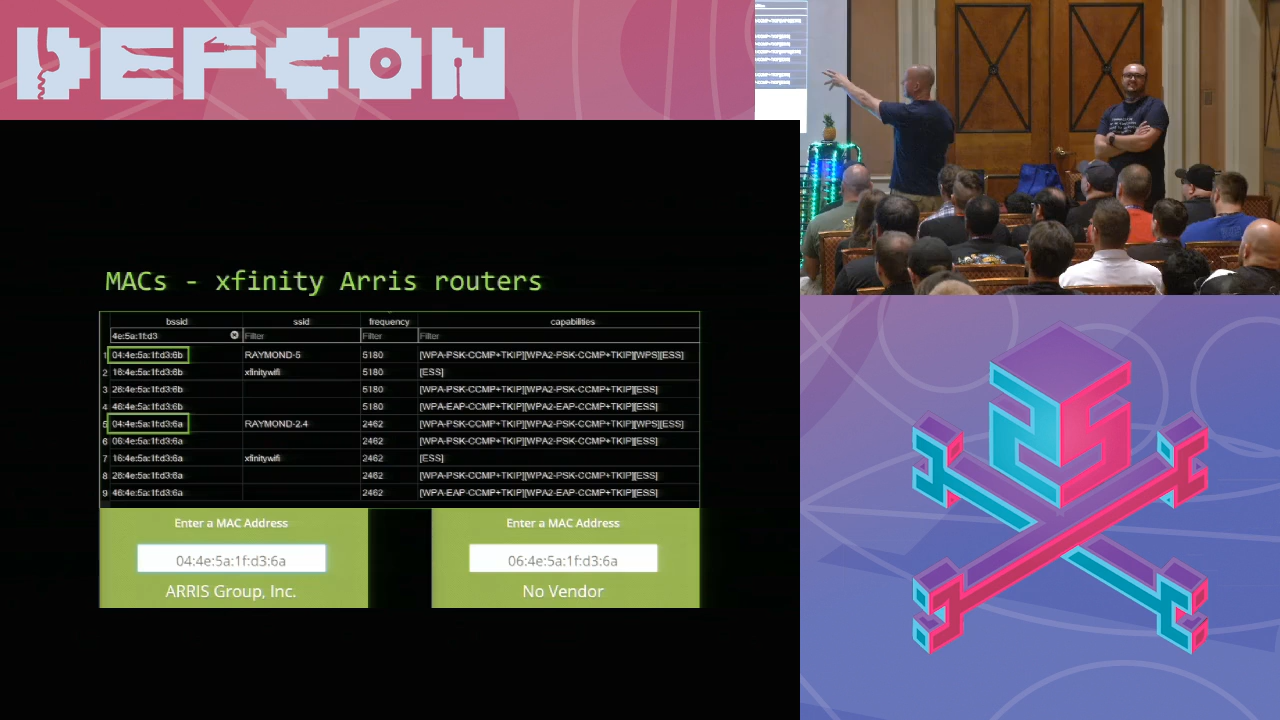 DEFCON
MACs - xfinity Arris routers
bssid ssid frequency capabilities
4e:5a:1f:d3 Filter Filter Filter
1 04:4e:5a:1f:d3:6b RAYMOND-5 5180 [WPA-PSK-CCMP+TKIP][WPA2-PSK-CCMP+TKIP][WPS][ESS]
2 16:4e:5a:1f:d3:6b xfinitywifi 5180 [ESS]
3 26:4e:5a:1f:d3:6b 5180 [WPA-PSK-CCMP+TKIP][WPA2-PSK-CCMP+TKIP][ESS]
4 46:4e:5a:1f:d3:6b 5180 [WPA-EAP-CCMP+TKIP][WPA2-EAP-CCMP+TKIP][ESS]
5 04:4e:5a:1f:d3:6a RAYMOND-2.4 2462 [WPA-PSK-CCMP+TKIP][WPA2-PSK-CCMP+TKIP][WPS][ESS]
6 06:4e:5a:1f:d3:6a 2462 [WPA-PSK-CCMP+TKIP][WPA2-PSK-CCMP+TKIP][ESS]
7 16:4e:5a:1f:d3:6a xfinitywifi 2462 [ESS]
8 26:4e:5a:1f:d3:6a 2462 [WPA-PSK-CCMP+TKIP][WPA2-PSK-CCMP+TKIP][ESS]
9 46:4e:5a:1f:d3:6a 2462 [WPA-EAP-CCMP+TKIP][WPA2-EAP-CCMP+TKIP][ESS]
Enter a MAC Address Enter a MAC Address
04:4e:5a:1f:d3:6a 06:4e:5a:1f:d3:6a
ARRIS Group, Inc. No Vendor
25